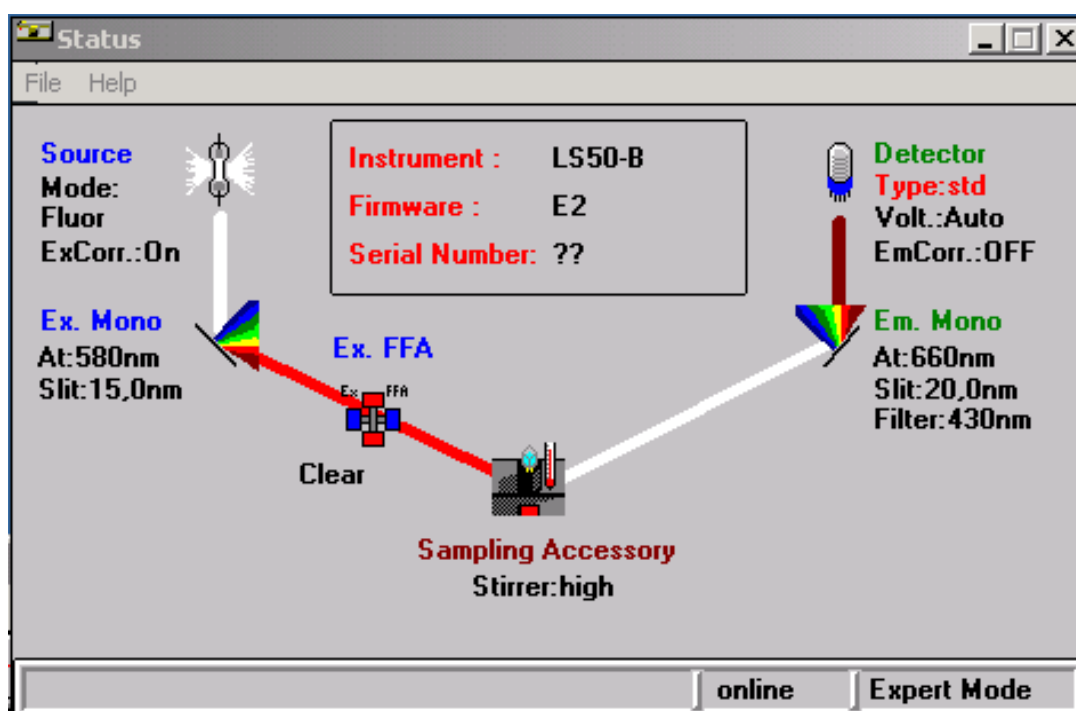 Status
File Help
Source
Mode:
Fluor
ExCorr.:On
Instrument : LS50-B
Firmware : E2
Serial Number: ??
Detector
Type:std
Volt.:Auto
EmCorr.:OFF
Ex. Mono
At:580nm
Slit:15,0nm
Ex. FFA
Ex FFA
Clear
Em. Mono
At:660nm
Slit:20,0nm
Filter:430nm
Sampling Accessory
Stirrer:high
online Expert Mode